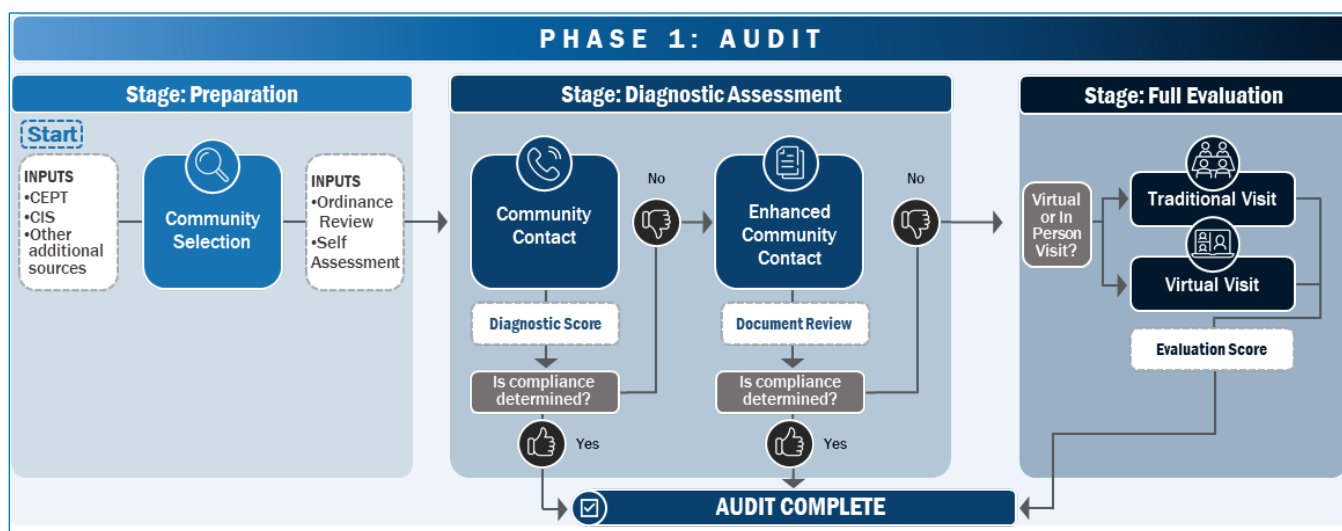 PHASE 1: AUDIT
Stage: Preparation
Start
INPUTS
•CEPT
•CIS
•Other
additional
sources
Community
Selection
INPUTS
•Ordinance
Review
•Self
Assessment
Stage: Diagnostic Assessment
Community
Contact
Diagnostic Score
Is compliance
determined?
No
Yes
Enhanced
Community
Contact
Document Review
Is compliance
determined?
No
Yes
Stage: Full Evaluation
Virtual
or In
Person
Visit?
Traditional Visit
Virtual Visit
Evaluation Score
AUDIT COMPLETE